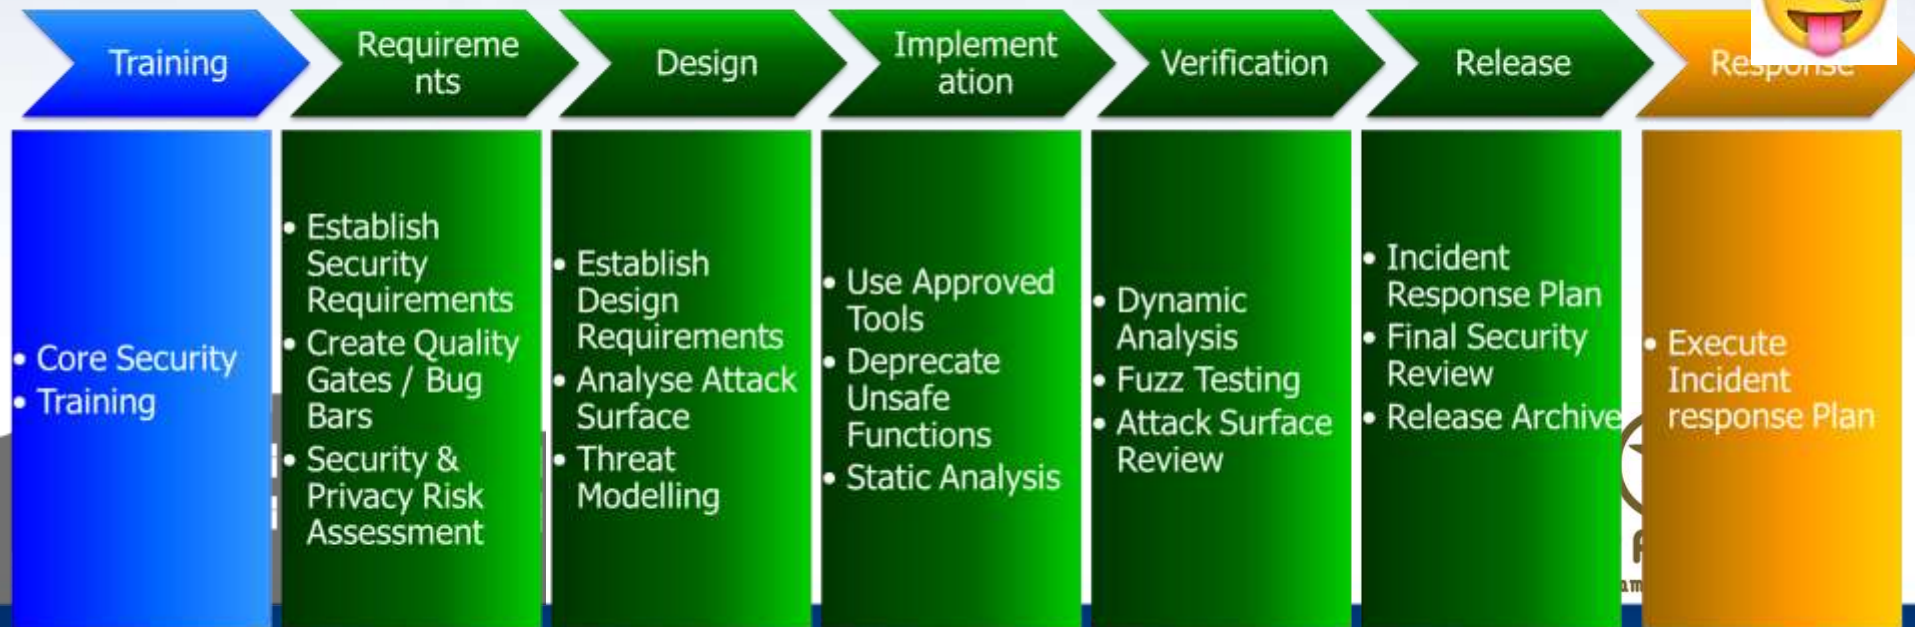 Training
Requireme
nts
Design
Implement
ation
Verification
Release
Response
• Core Security
• Training
• Establish
Security
Requirements
• Create Quality
Gates / Bug
Bars
• Security &
Privacy Risk
Assessment
• Establish
Design
Requirements
• Analyse Attack
Surface
• Threat
Modelling
• Use Approved
Tools
• Deprecate
Unsafe
Functions
• Static Analysis
• Dynamic
Analysis
• Fuzz Testing
• Attack Surface
Review
• Incident
Response Plan
• Final Security
Review
• Release Archive
• Execute
Incident
response Plan